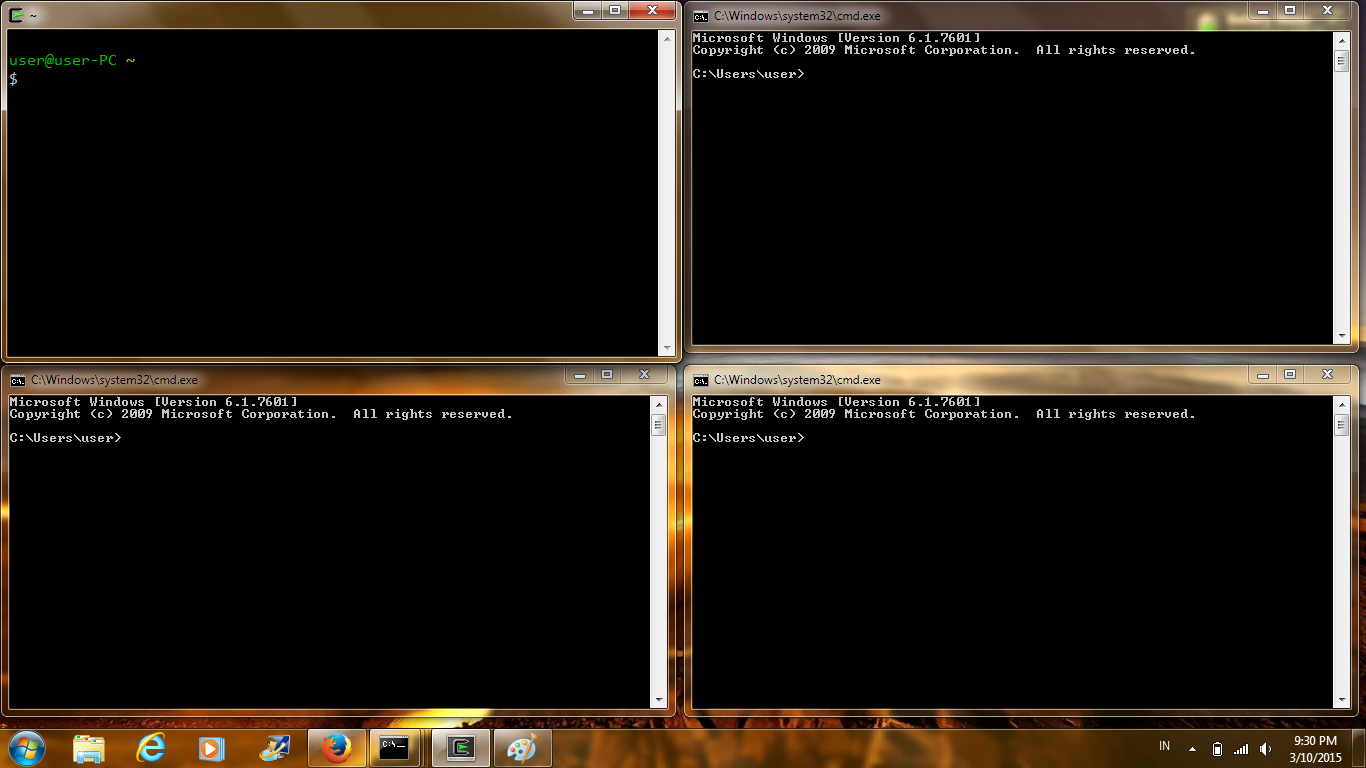 ~
user@user-PC ~
$
C:\Windows\system32\cmd.exe
Microsoft Windows [Version 6.1.7601]
Copyright (c) 2009 Microsoft Corporation.  All rights reserved.
C:\Users\user>
C:\Windows\system32\cmd.exe
Microsoft Windows [Version 6.1.7601]
Copyright (c) 2009 Microsoft Corporation.  All rights reserved.
C:\Users\user>
C:\Windows\system32\cmd.exe
Microsoft Windows [Version 6.1.7601]
Copyright (c) 2009 Microsoft Corporation.  All rights reserved.
C:\Users\user>
IN
9:30 PM
3/10/2015